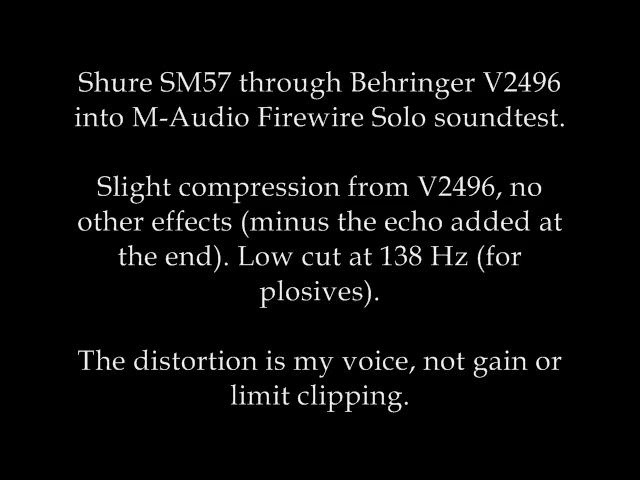 Shure SM57 through Behringer V2496
into M-Audio Firewire Solo soundtest.
Slight compression from V2496, no
other effects (minus the echo added at
the end). Low cut at 138 Hz (for
plosives).
The distortion is my voice, not gain or
limit clipping.